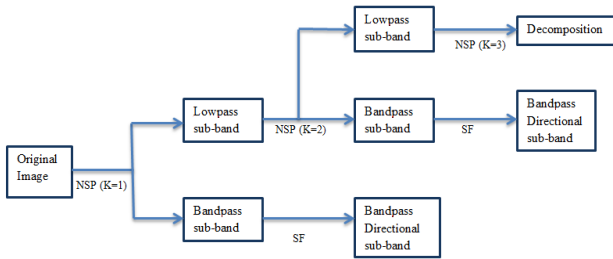 Lowpass
sub-band
NSP (K=3)
Decomposition
Lowpass
sub-band
NSP (K=2)
Bandpass
sub-band
SF
Bandpass
Directional
sub-band
Original
Image
NSP (K=1)
Bandpass
sub-band
SF
Bandpass
Directional
sub-band